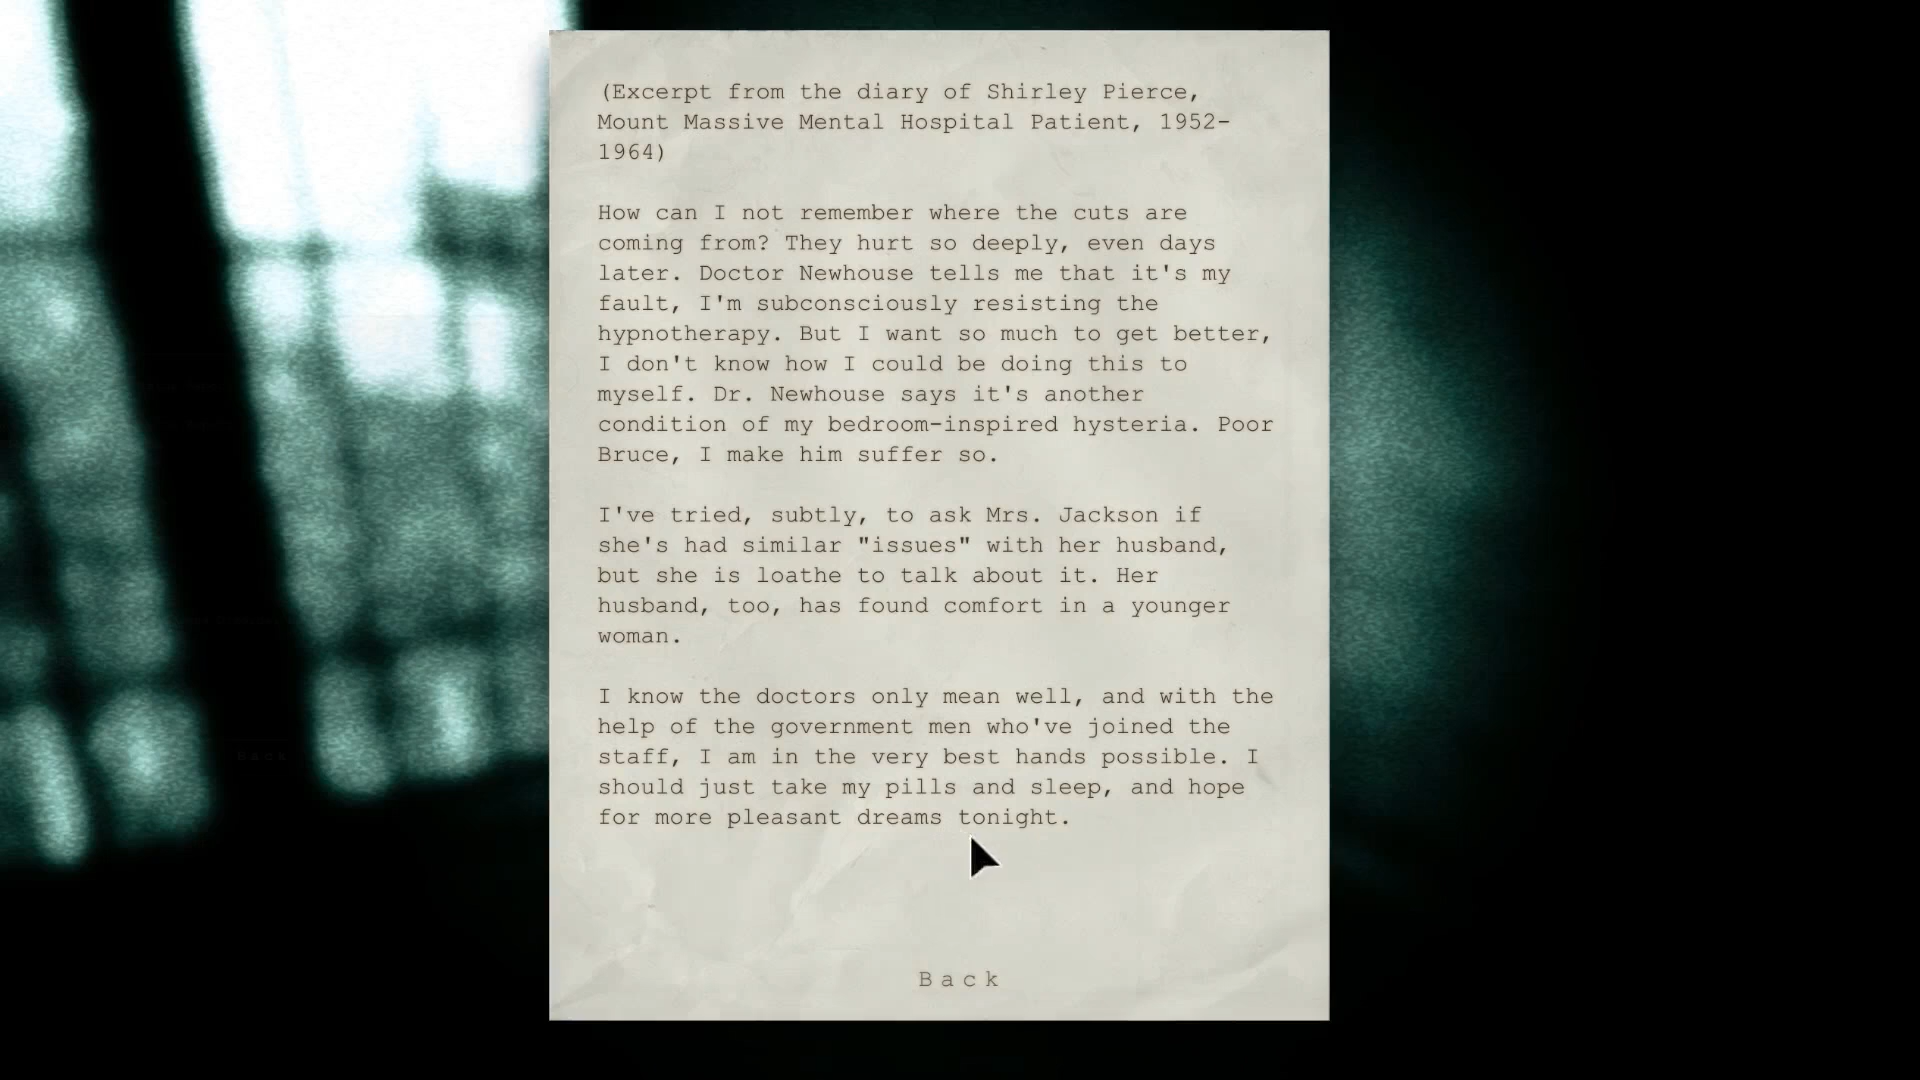 (Excerpt from the diary of Shirley Pierce,
Mount Massive Mental Hospital Patient, 1952-
1964)
How can I not remember where the cuts are
coming from? They hurt so deeply, even days
later. Doctor Newhouse tells me that it's my
fault, I'm subconsciously resisting the
hypnotherapy. But I want so much to get better,
I don't know how I could be doing this to
myself. Dr. Newhouse says it's another
condition of my bedroom-inspired hysteria. Poor
Bruce, I make him suffer so.
I've tried, subtly, to ask Mrs. Jackson if
she's had similar "issues" with her husband,
but she is loathe to talk about it. Her
husband, too, has found comfort in a younger
woman.
I know the doctors only mean well, and with the
help of the government men who've joined the
staff, I am in the very best hands possible. I
should just take my pills and sleep, and hope
for more pleasant dreams tonight.
Back
Back